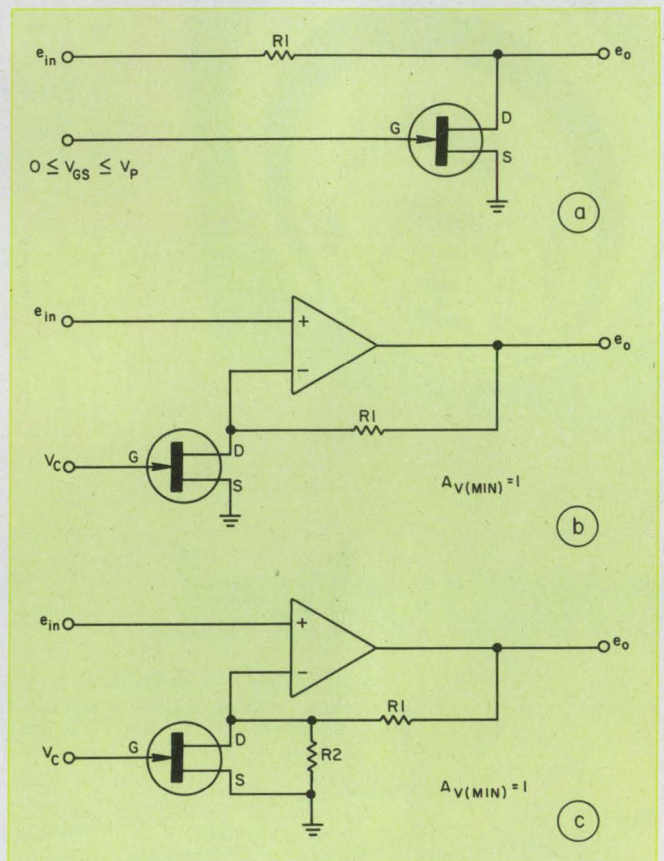 R1
e_in
e_o
D
G
S
0 ≤ V_GS ≤ V_P
a
e_in
+
e_o
−
R1
D
V_C
G
S
A_V(MIN) = 1
b
e_in
+
e_o
−
R1
D
R2
V_C
G
S
A_V(MIN) = 1
c